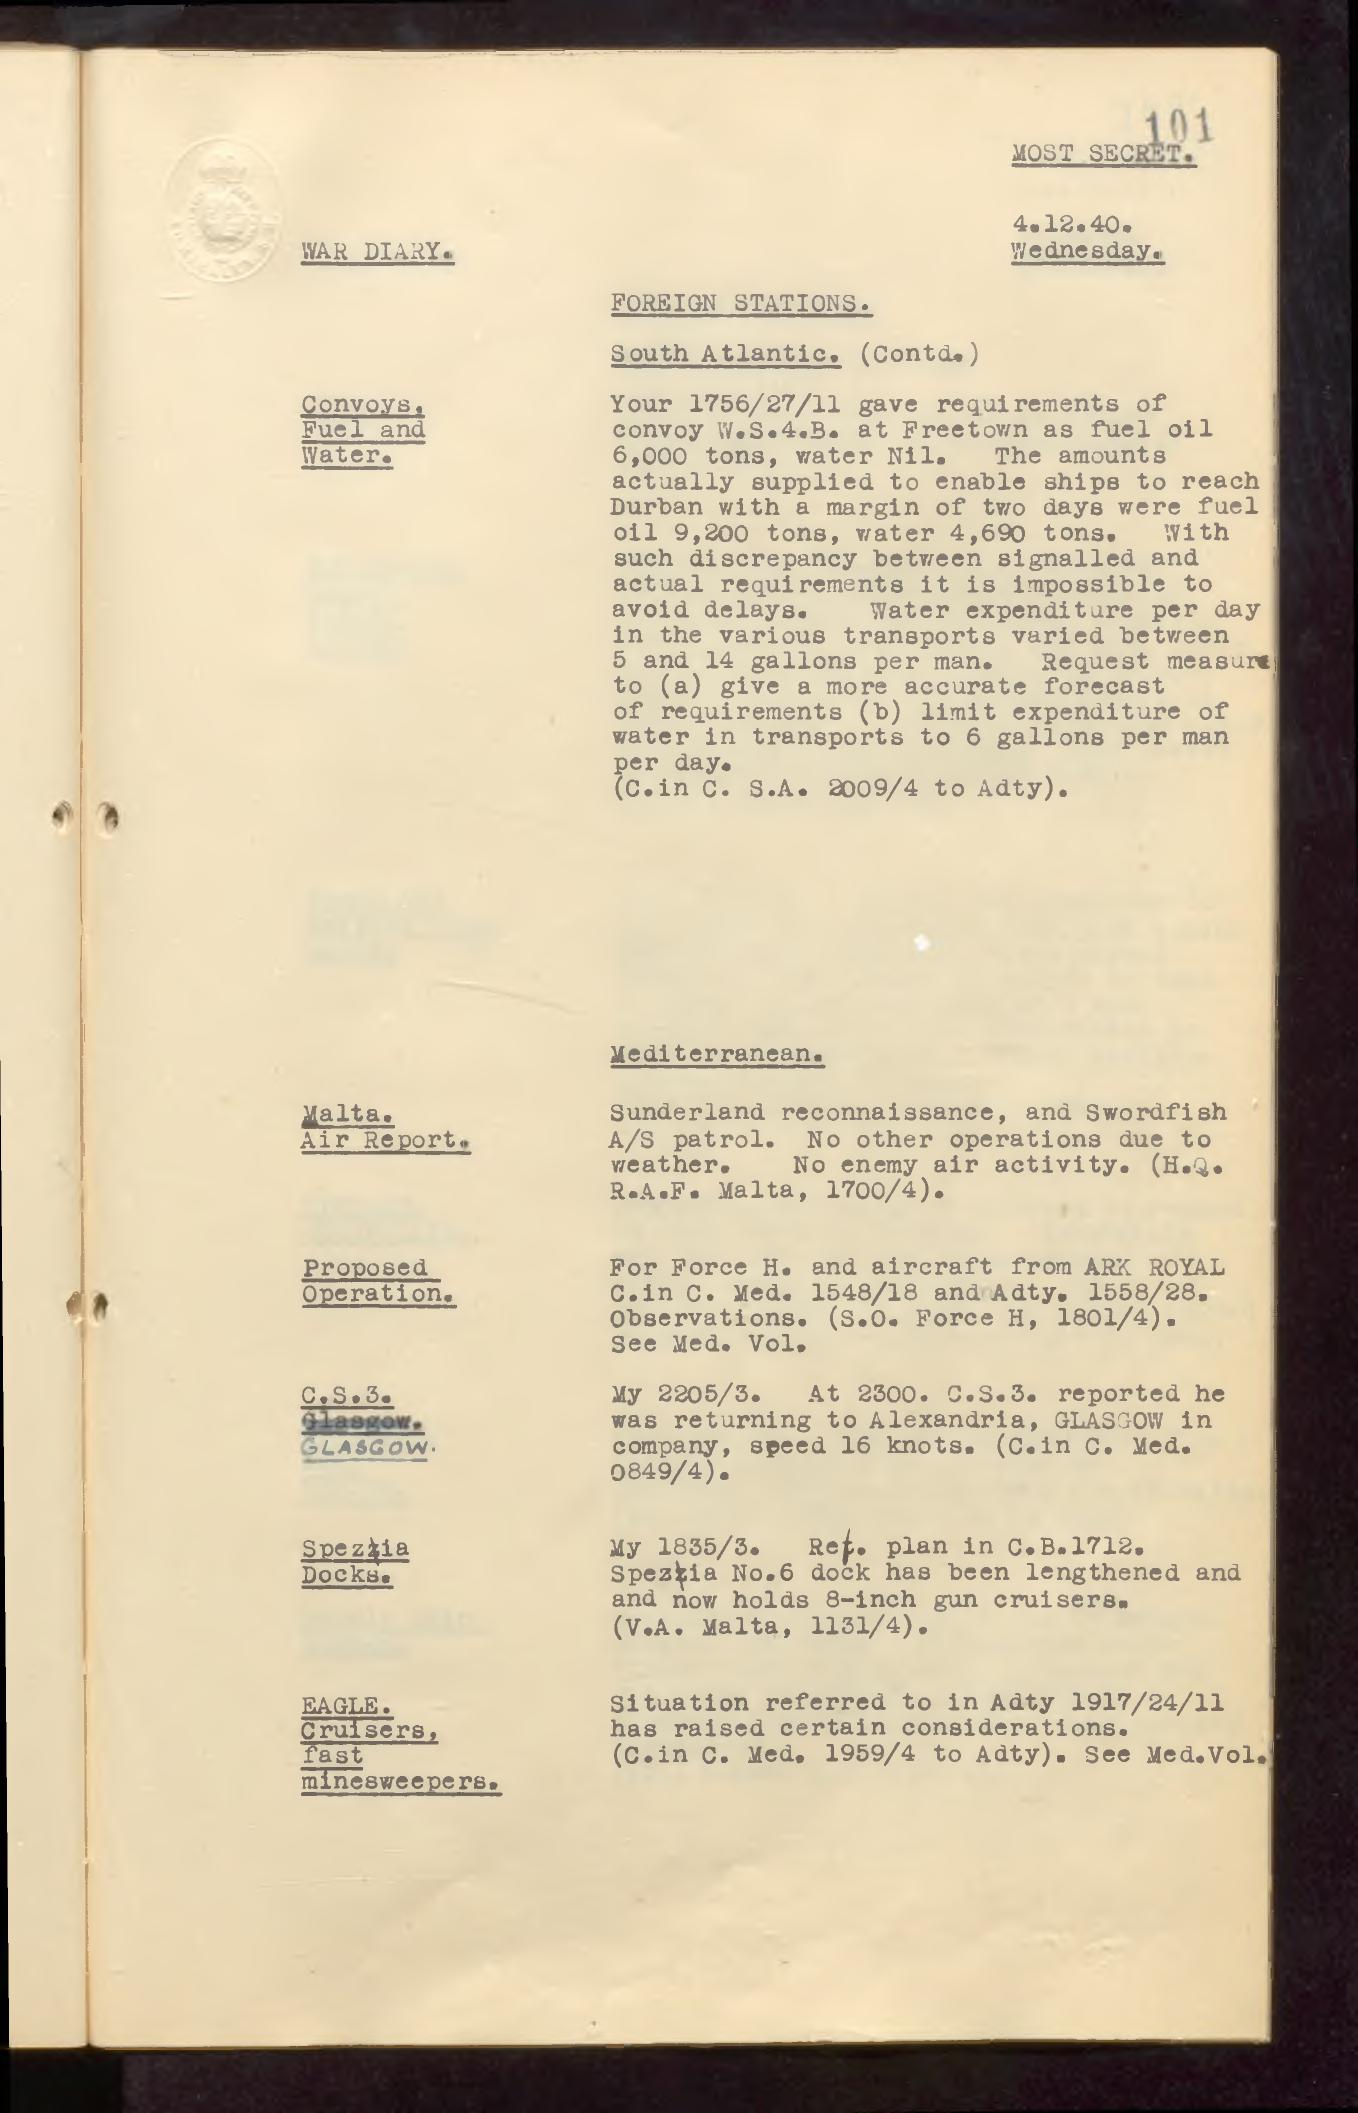 101
MOST SECRET.
4.12.40.
WAR DIARY.
Wednesday.
FOREIGN STATIONS.
South Atlantic. (Contd.)
Convoys,
Fuel and
Water.
Your 1756/27/11 gave requirements of
convoy W.S.4.B. at Freetown as fuel oil
6,000 tons, water Nil. The amounts
actually supplied to enable ships to reach
Durban with a margin of two days were fuel
oil 9,200 tons, water 4,690 tons. With
such discrepancy between signalled and
actual requirements it is impossible to
avoid delays. Water expenditure per day
in the various transports varied between
5 and 14 gallons per man. Request measure
to (a) give a more accurate forecast
of requirements (b) limit expenditure of
water in transports to 6 gallons per man
per day.
(C.in C. S.A. 2009/4 to Adty).
Mediterranean.
Malta.
Air Report.
Sunderland reconnaissance, and Swordfish
A/S patrol. No other operations due to
weather. No enemy air activity. (H.Q.
R.A.F. Malta, 1700/4).
Proposed
Operation.
For Force H. and aircraft from ARK ROYAL
C.in C. Med. 1548/18 and Adty. 1558/28.
Observations. (S.O. Force H, 1801/4).
See Med. Vol.
C.S.3.
Glasgow.
GLASGOW.
My 2205/3. At 2300. C.S.3. reported he
was returning to Alexandria, GLASGOW in
company, speed 16 knots. (C.in C. Med.
0849/4).
Spezia
Docks.
My 1835/3. Ref. plan in C.B.1712.
Spezia No.6 dock has been lengthened and
and now holds 8-inch gun cruisers.
(V.A. Malta, 1131/4).
EAGLE.
Cruisers,
fast
minesweepers.
Situation referred to in Adty 1917/24/11
has raised certain considerations.
(C.in C. Med. 1959/4 to Adty). See Med.Vol.